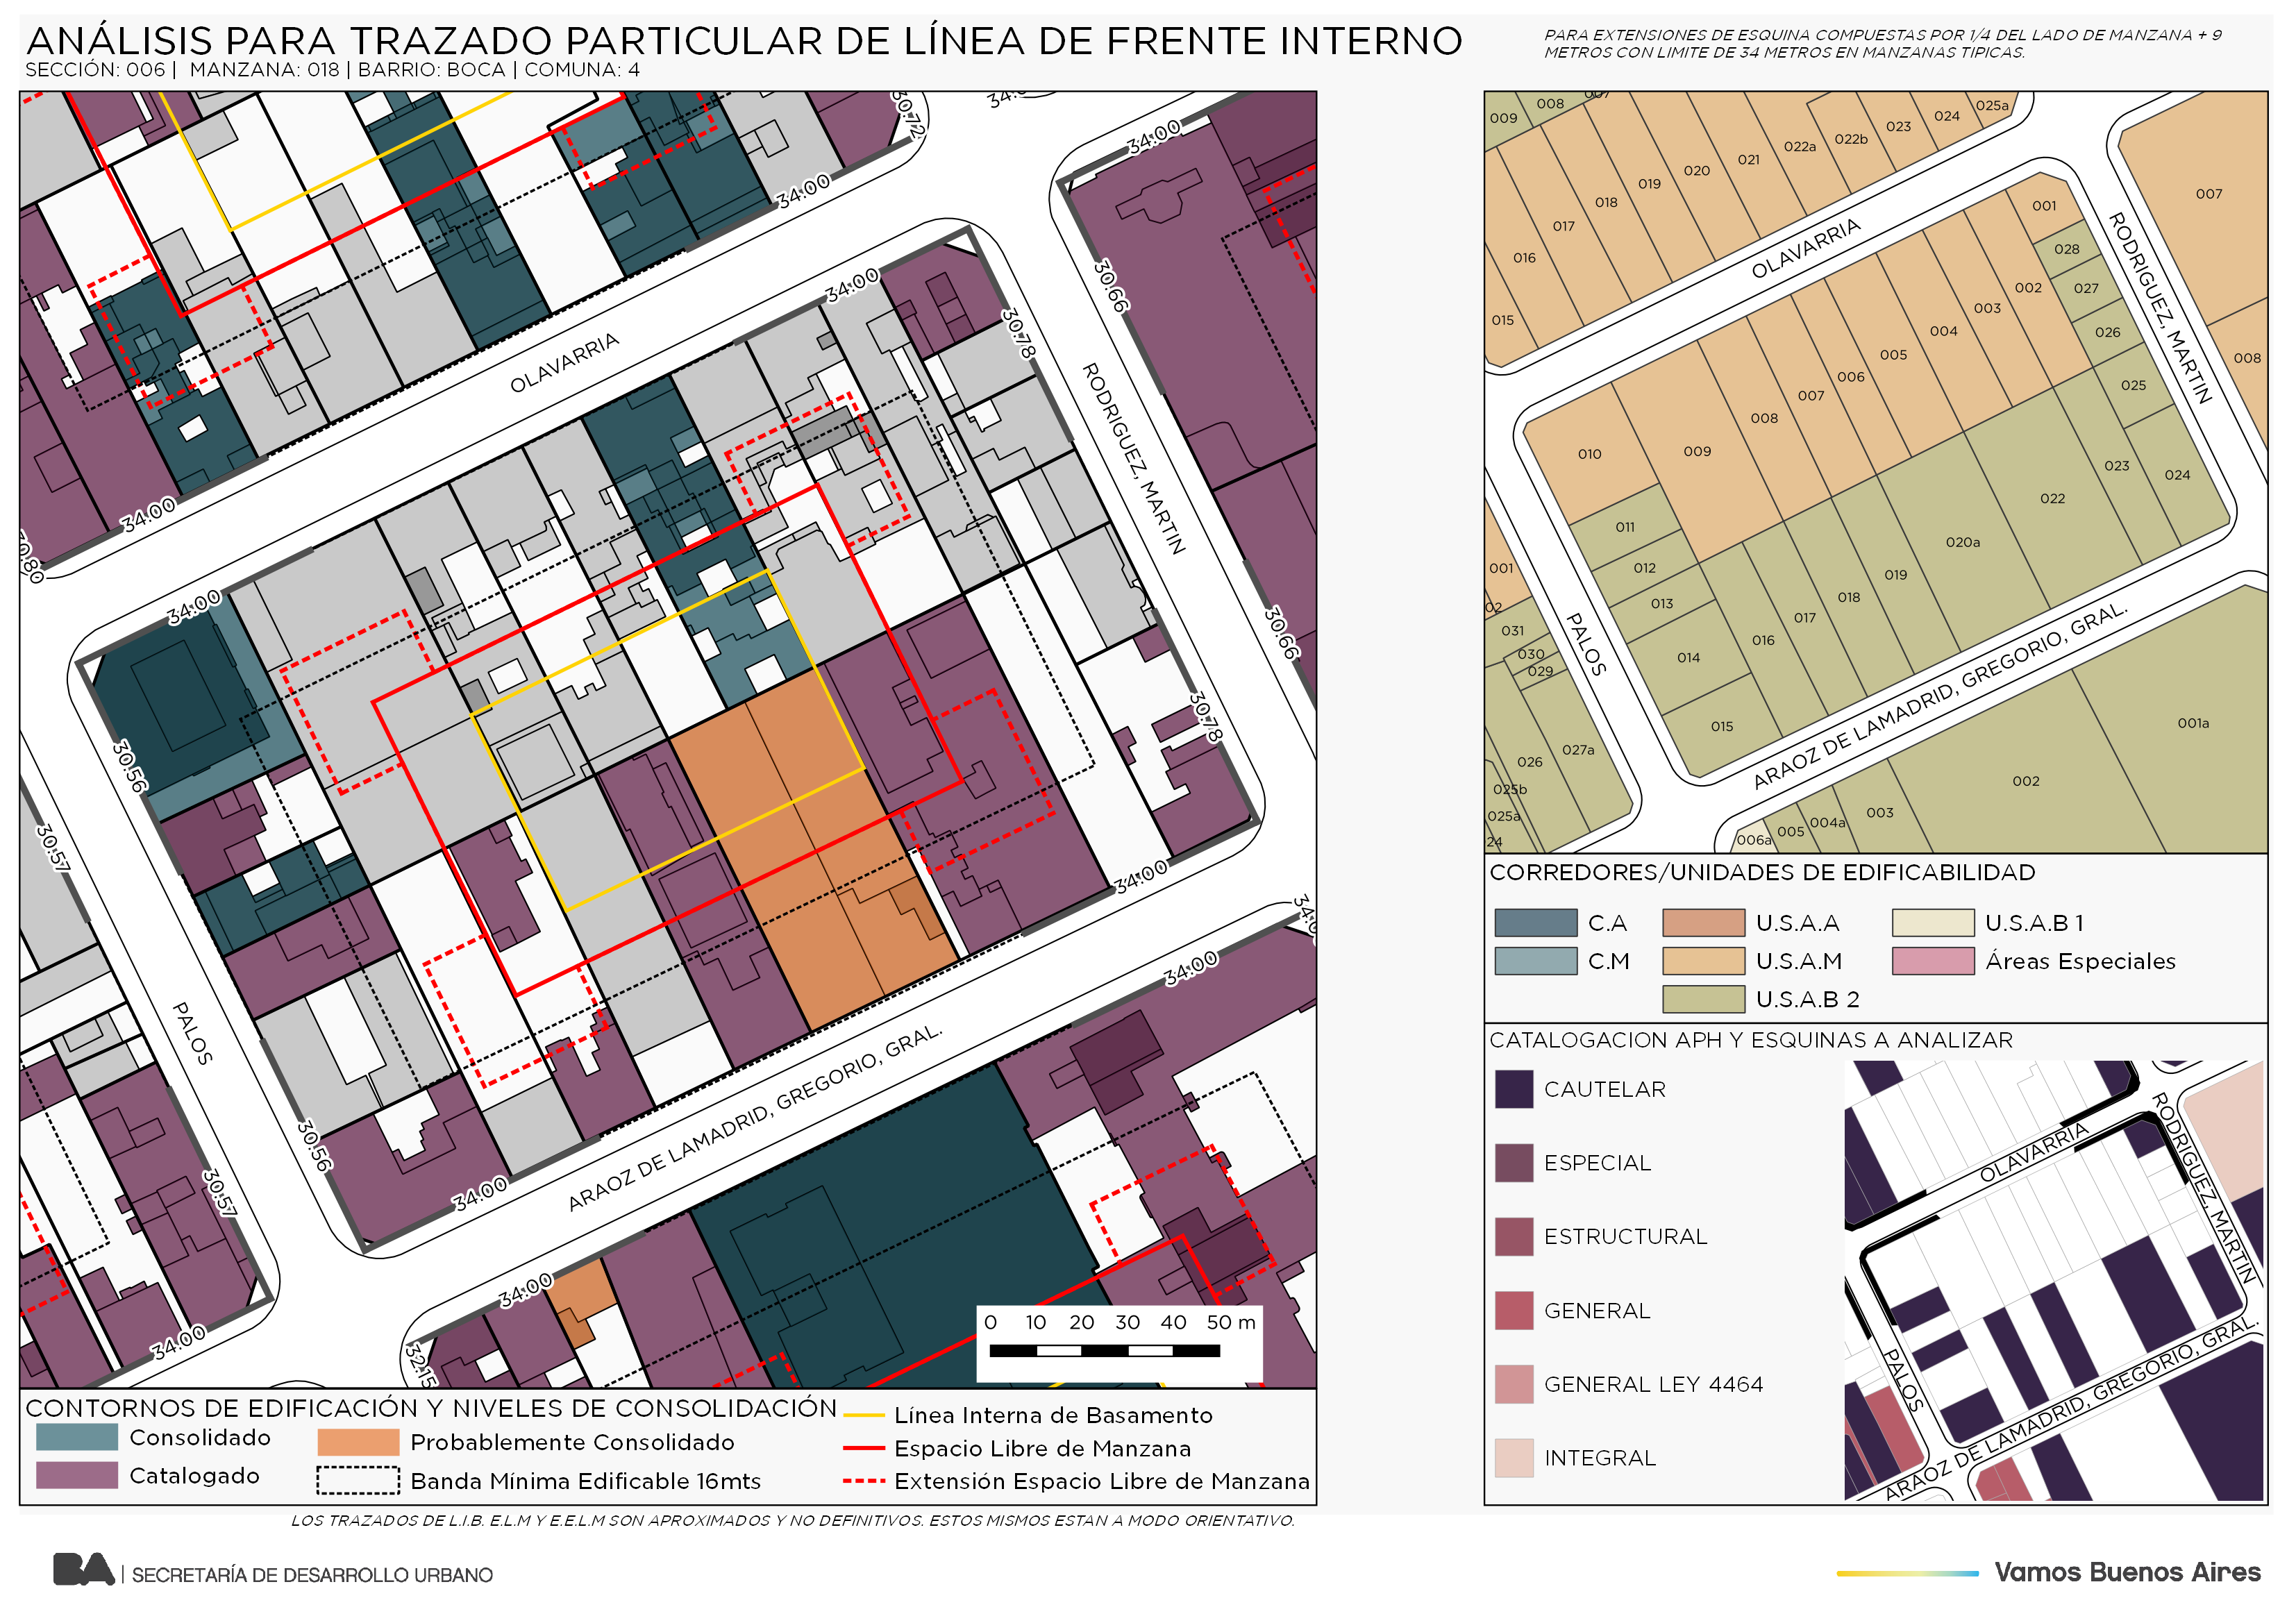 ANÁLISIS PARA TRAZADO PARTICULAR DE LÍNEA DE FRENTE INTERNO
SECCIÓN: 006 | MANZANA: 018 | BARRIO: BOCA | COMUNA: 4
PARA EXTENSIONES DE ESQUINA COMPUESTAS POR 1/4 DEL LADO DE MANZANA + 9
METROS CON LIMITE DE 34 METROS EN MANZANAS TIPICAS.
30.72
34.00
34.00
30.66
34.00
30.78
OLAVARRIA
RODRIGUEZ, MARTIN
34.00
30.80
34.00
30.56
30.57
30.66
30.78
34.00
PALOS
30.56
34.00
ARAOZ DE LAMADRID, GREGORIO, GRAL.
34.00
30.57
34.00
34.00
32.15
0 10 20 30 40 50 m
CONTORNOS DE EDIFICACIÓN Y NIVELES DE CONSOLIDACIÓN
Consolidado
Catalogado
Probablemente Consolidado
Banda Mínima Edificable 16mts
Línea Interna de Basamento
Espacio Libre de Manzana
Extensión Espacio Libre de Manzana
LOS TRAZADOS DE L.I.B. E.L.M Y E.E.L.M SON APROXIMADOS Y NO DEFINITIVOS. ESTOS MISMOS ESTAN A MODO ORIENTATIVO.
009
008
007
015
016
017
018
019
020
021
022a
022b
023
024
025a
007
008
OLAVARRIA
RODRIGUEZ, MARTIN
001
028
027
026
025
024
023
022
020a
019
018
017
016
015
014
013
012
011
010
009
008
007
006
005
004
003
002
PALOS
ARAOZ DE LAMADRID, GREGORIO, GRAL.
001
02
031
030
029
027a
026
025b
025a
24
006a
005
004a
003
002
001a
CORREDORES/UNIDADES DE EDIFICABILIDAD
C.A
C.M
U.S.A.A
U.S.A.M
U.S.A.B 2
U.S.A.B 1
Áreas Especiales
CATALOGACION APH Y ESQUINAS A ANALIZAR
CAUTELAR
ESPECIAL
ESTRUCTURAL
GENERAL
GENERAL LEY 4464
INTEGRAL
OLAVARRIA
RODRIGUEZ, MARTIN
PALOS
ARAOZ DE LAMADRID, GREGORIO, GRAL.
BA | SECRETARÍA DE DESARROLLO URBANO
Vamos Buenos Aires